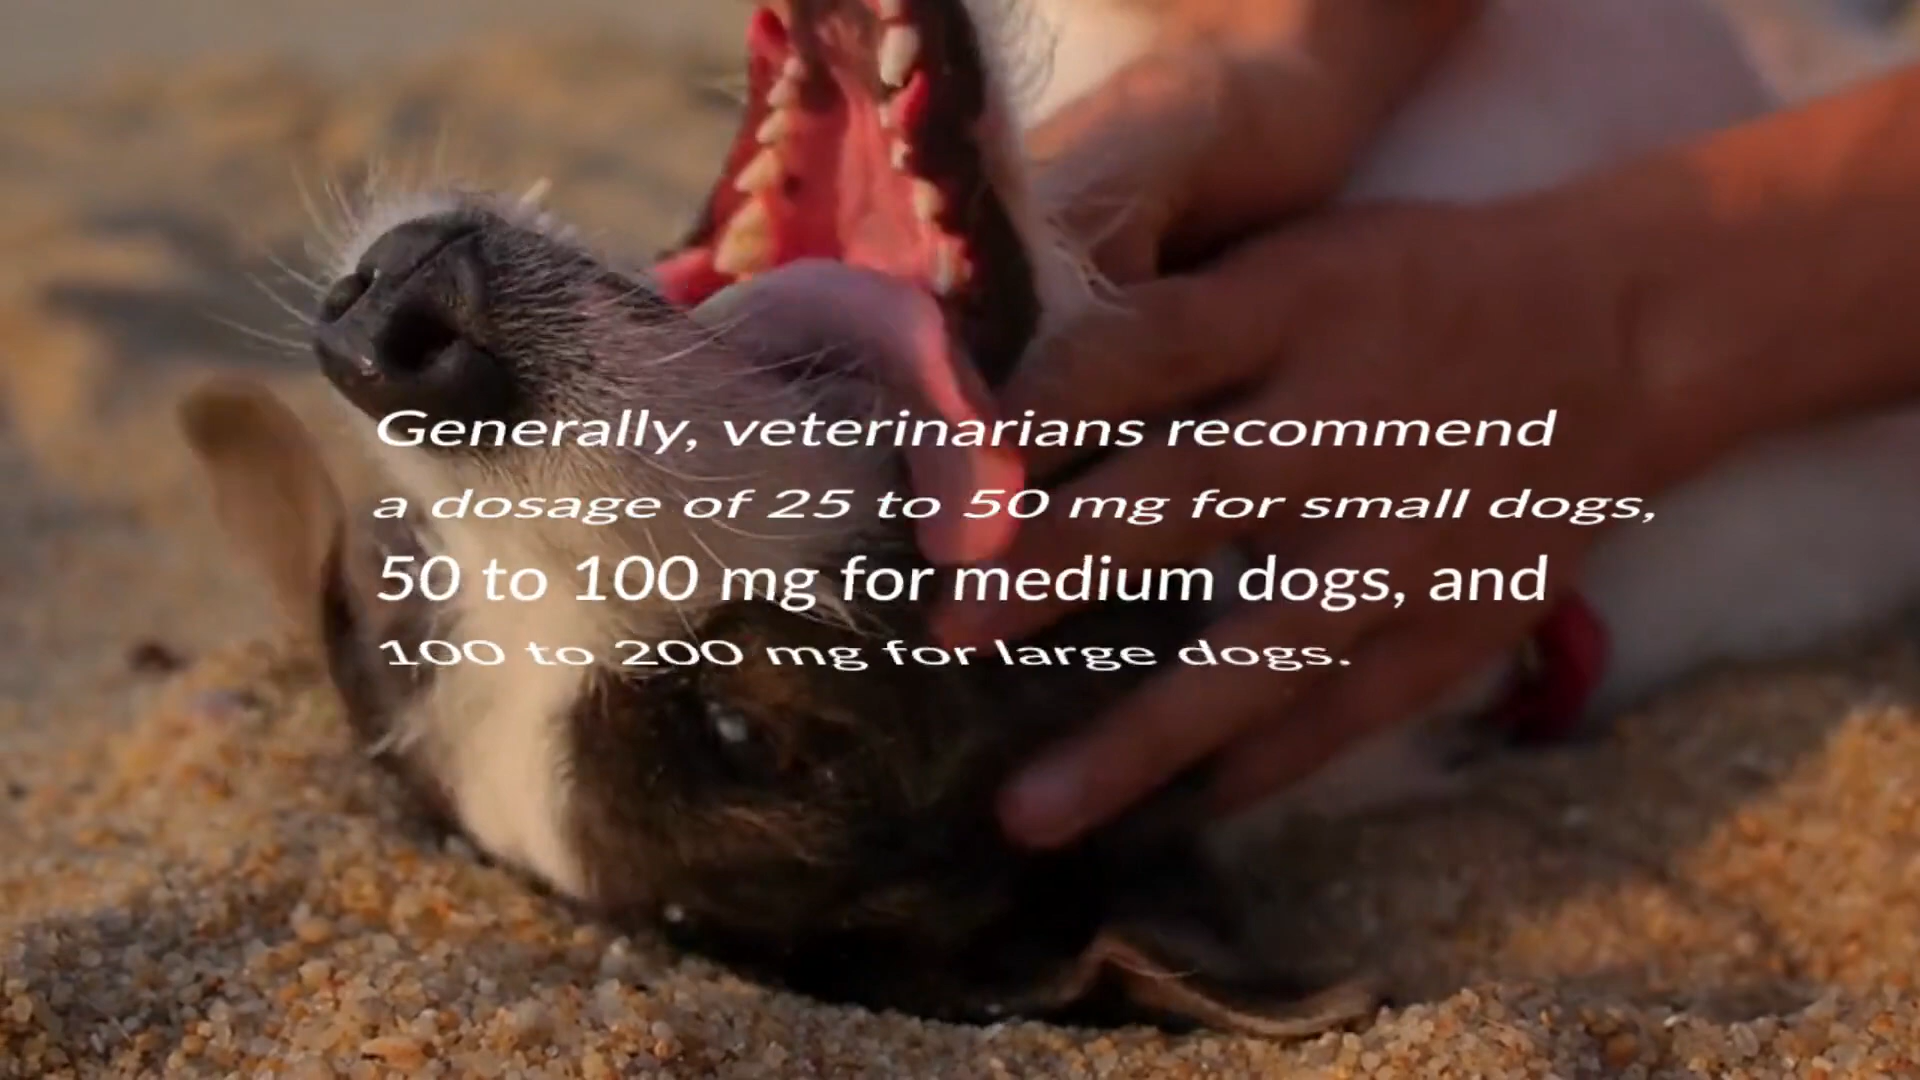 Generally, veterinarians recommend
a dosage of 25 to 50 mg for small dogs,
50 to 100 mg for medium dogs, and
100 to 200 mg for large dogs.